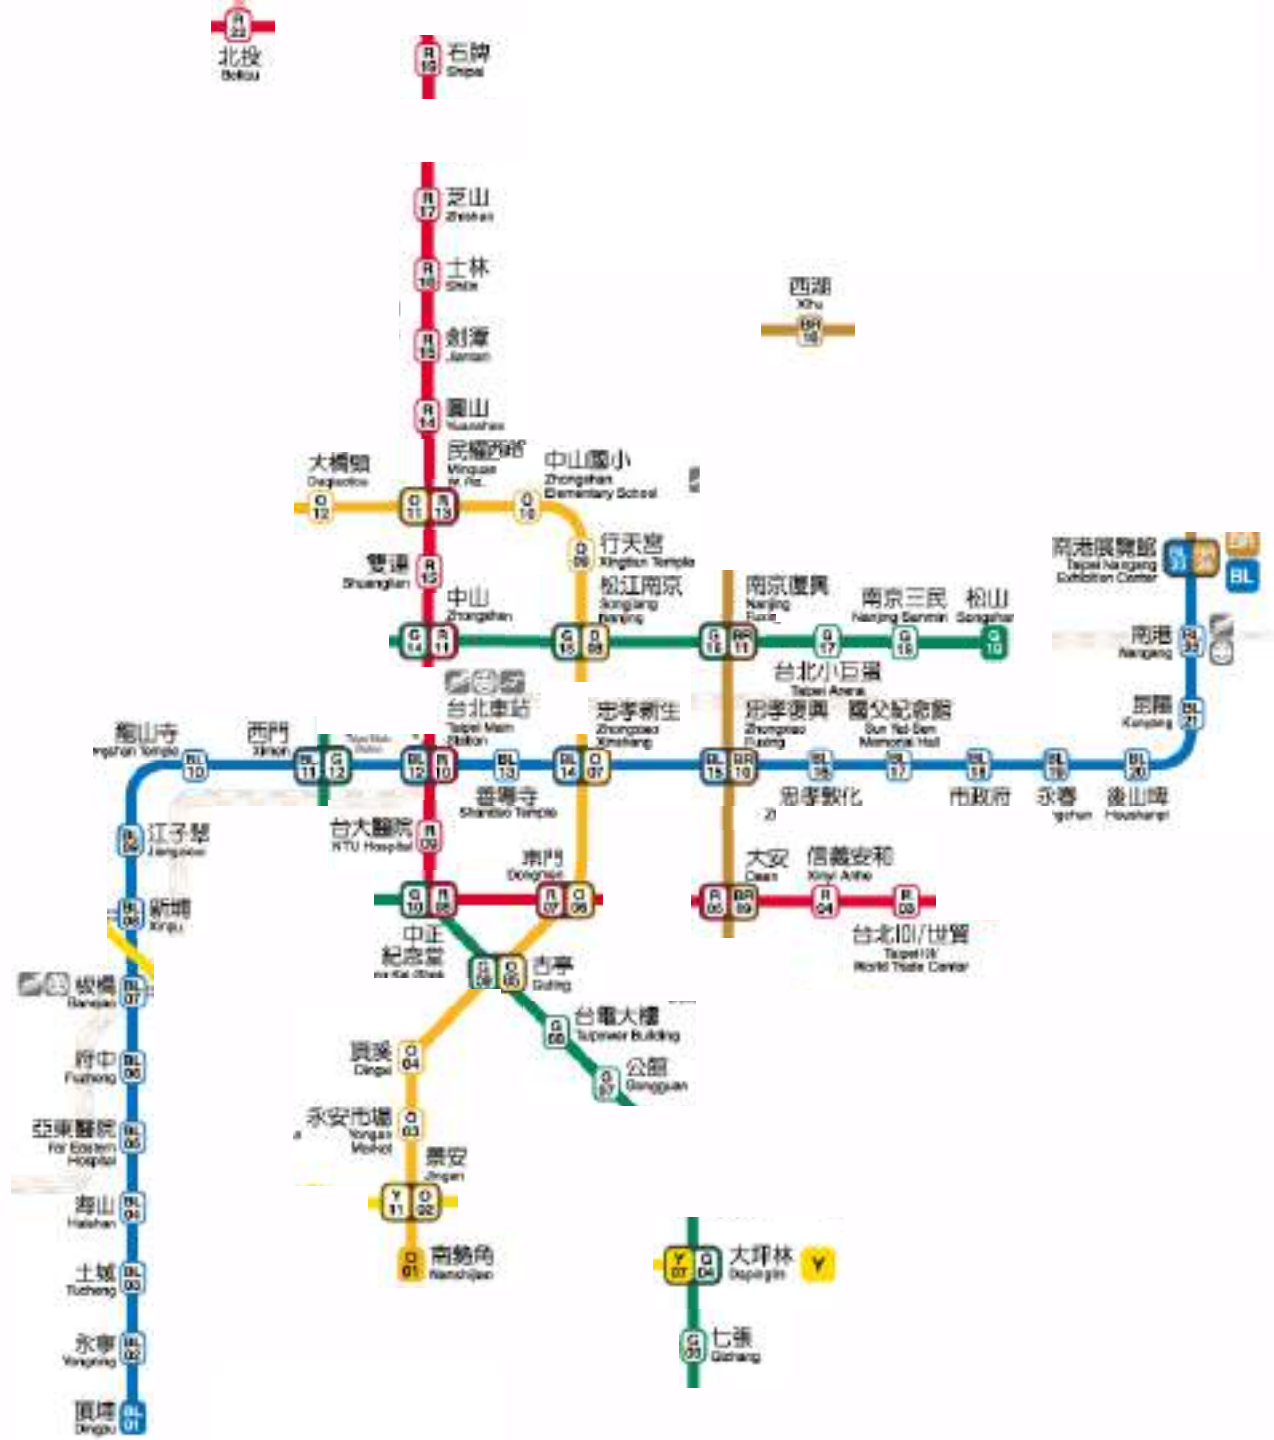 R
22
北投
Beitou
R
19
石牌
Shipai
R
17
芝山
Zhishan
R
16
士林
Shilin
R
15
劍潭
Jiantan
R
14
圓山
Yuanshan
西湖
Xihu
BR
16
民權西路
Minquan
W. Rd.
大橋頭
Daqiaotou
中山國小
Zhongshan
Elementary School
O
12
O
11
R
13
O
10
O
09
行天宮
Xingtian Temple
雙連
Shuanglian
R
12
中山
Zhongshan
松江南京
Songjiang
Nanjing
南京復興
Nanjing
Fuxing
南京三民
Nanjing Sanmin
松山
Songshan
G
14
R
11
G
15
O
08
G
16
BR
11
G
17
G
18
G
19
台北小巨蛋
Taipei Arena
南港展覽館
Taipei Nangang
Exhibition Center
BL
23
BL
南港
Nangang
BL
22
昆陽
Kunyang
BL
21
台北車站
Taipei Main
Station
忠孝新生
Zhongxiao
Xinsheng
忠孝復興
Zhongxiao
Fuxing
國父紀念館
Sun Yat-Sen
Memorial Hall
龍山寺
ngshan Temple
西門
Ximen
BL
10
BL
11
G
12
BL
12
R
10
BL
13
BL
14
O
07
BL
15
BR
10
BL
16
BL
17
BL
18
BL
19
BL
20
善導寺
Shandao Temple
忠孝敦化
市政府
永春
後山埤
Houshanpi
江子翠
Jiangzicui
BL
09
台大醫院
NTU Hospital
R
09
東門
Dongmen
大安
Daan
信義安和
Xinyi Anhe
G
10
R
08
R
07
O
06
R
05
BR
09
R
04
R
03
台北101/世貿
Taipei 101/
World Trade Center
新埔
Xinpu
BL
08
中正
紀念堂
G
09
O
05
古亭
Guting
板橋
Banqiao
BL
07
台電大樓
Taipower Building
G
08
府中
Fuzhong
BL
06
頂溪
Dingxi
O
04
公館
Gongguan
G
07
亞東醫院
Far Eastern
Hospital
BL
05
永安市場
Yongan
Market
O
03
景安
Jingan
Y
11
O
02
海山
Haishan
BL
04
南勢角
Nanshijiao
O
01
大坪林
Dapinglin
Y
07
G
04
Y
土城
Tucheng
BL
03
七張
Qizhang
G
03
永寧
Yongning
BL
02
頂埔
Dingpu
BL
01